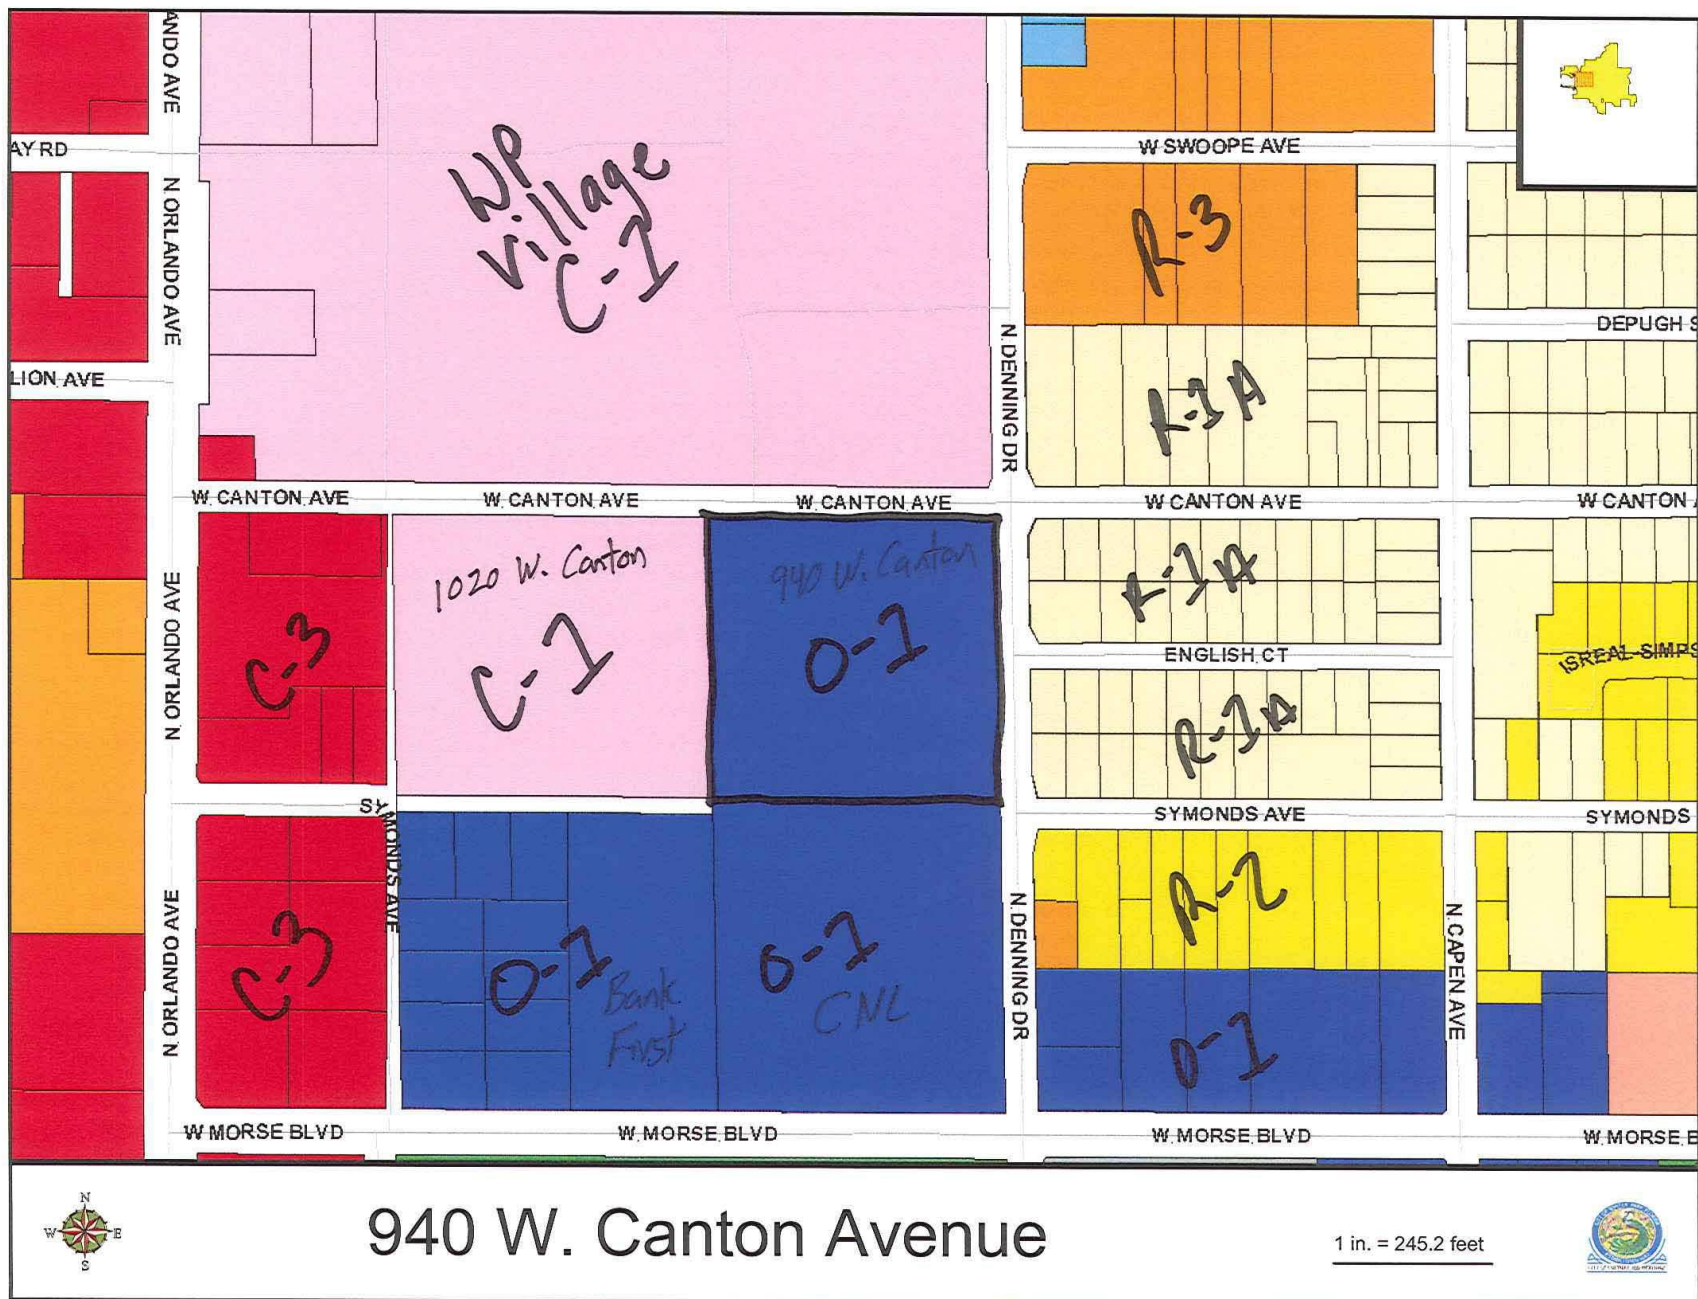 ANDO AVE
AY RD
N. ORLANDO AVE
LION AVE
WP
Village
C-1
W SWOOPE AVE
R-3
DEPUGH S
N. DENNING DR
R-1A
W. CANTON AVE
W. CANTON AVE
W. CANTON AVE
W CANTON AVE
W CANTON A
N. ORLANDO AVE
C-3
1020 W. Canton
C-1
940 W. Canton
O-1
R-1A
ENGLISH CT
R-1A
ISREAL SIMPS
SYMONDS AVE
SYMONDS AVE
SYMONDS
N. ORLANDO AVE
C-3
O-1
Bank
First
O-1
CNL
N. DENNING DR
R-2
O-1
N. CAPEN AVE
W MORSE BLVD
W. MORSE BLVD
W. MORSE BLVD
W. MORSE B
N
W E
S
940 W. Canton Avenue
1 in. = 245.2 feet